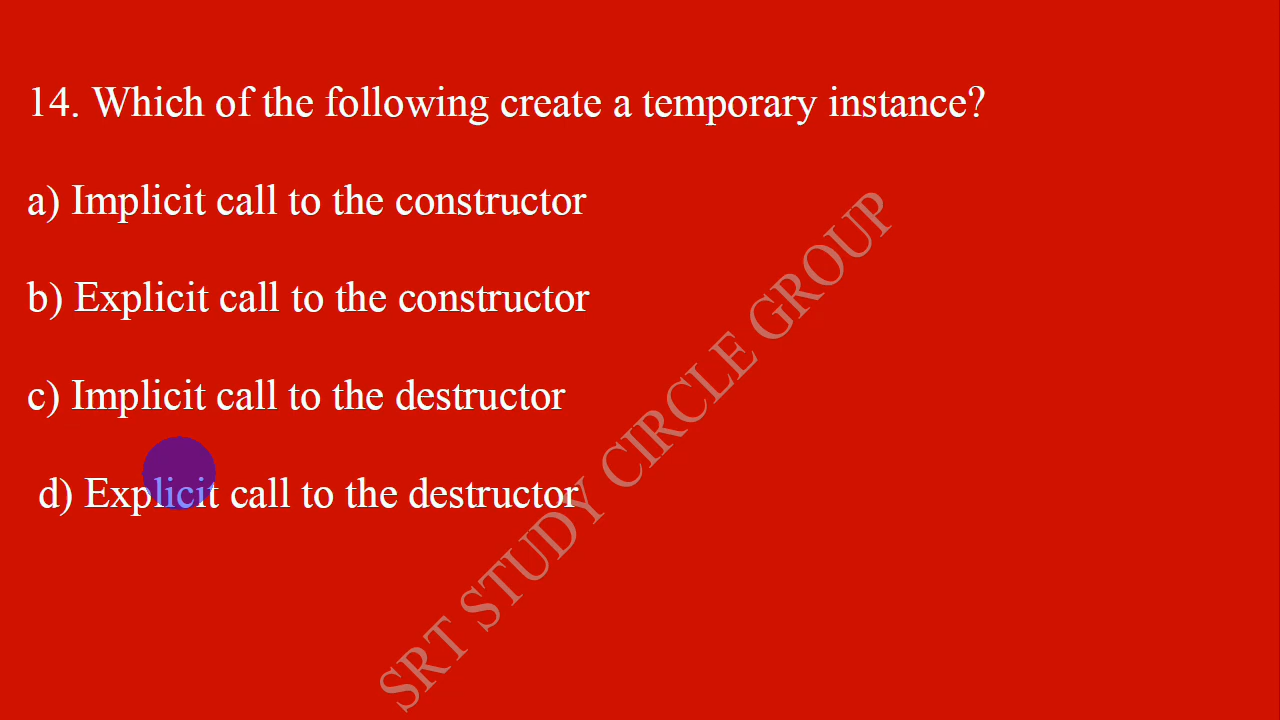 14. Which of the following create a temporary instance?
a) Implicit call to the constructor
b) Explicit call to the constructor
c) Implicit call to the destructor
d) Explicit call to the destructor
SRT STUDY CIRCLE GROUP